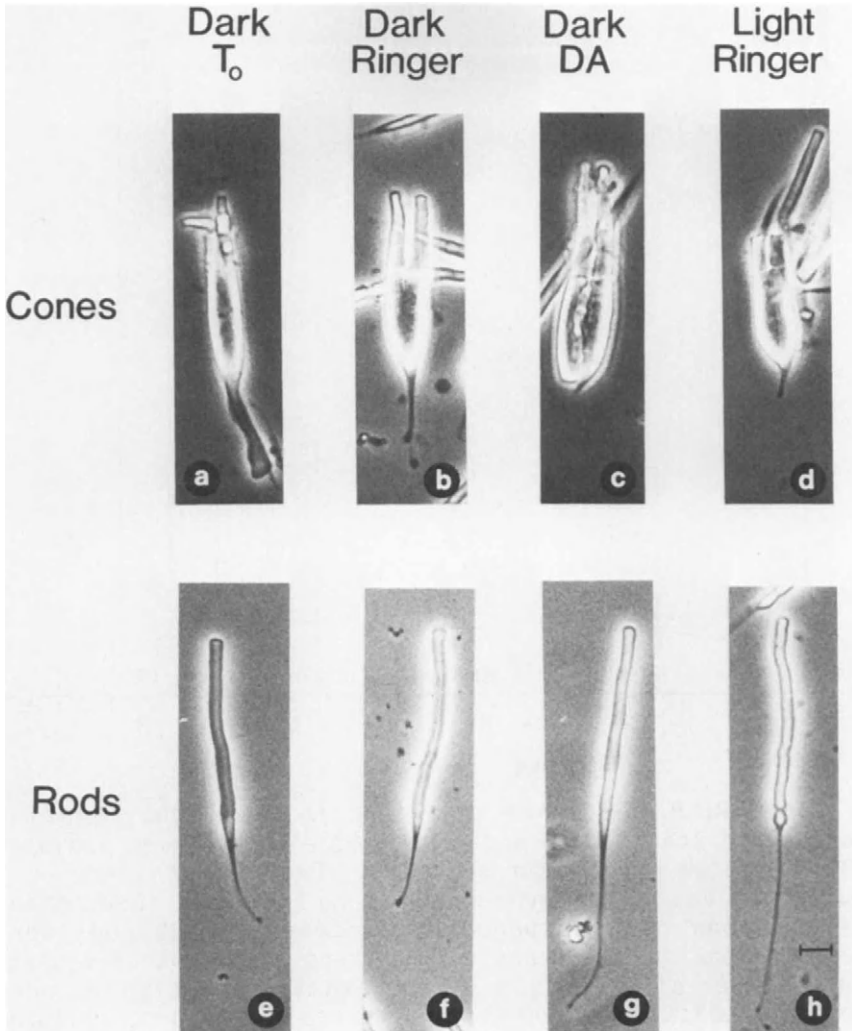 Dark T₀
Dark Ringer
Dark DA
Light Ringer
Cones
a
b
c
d
Rods
e
f
g
h